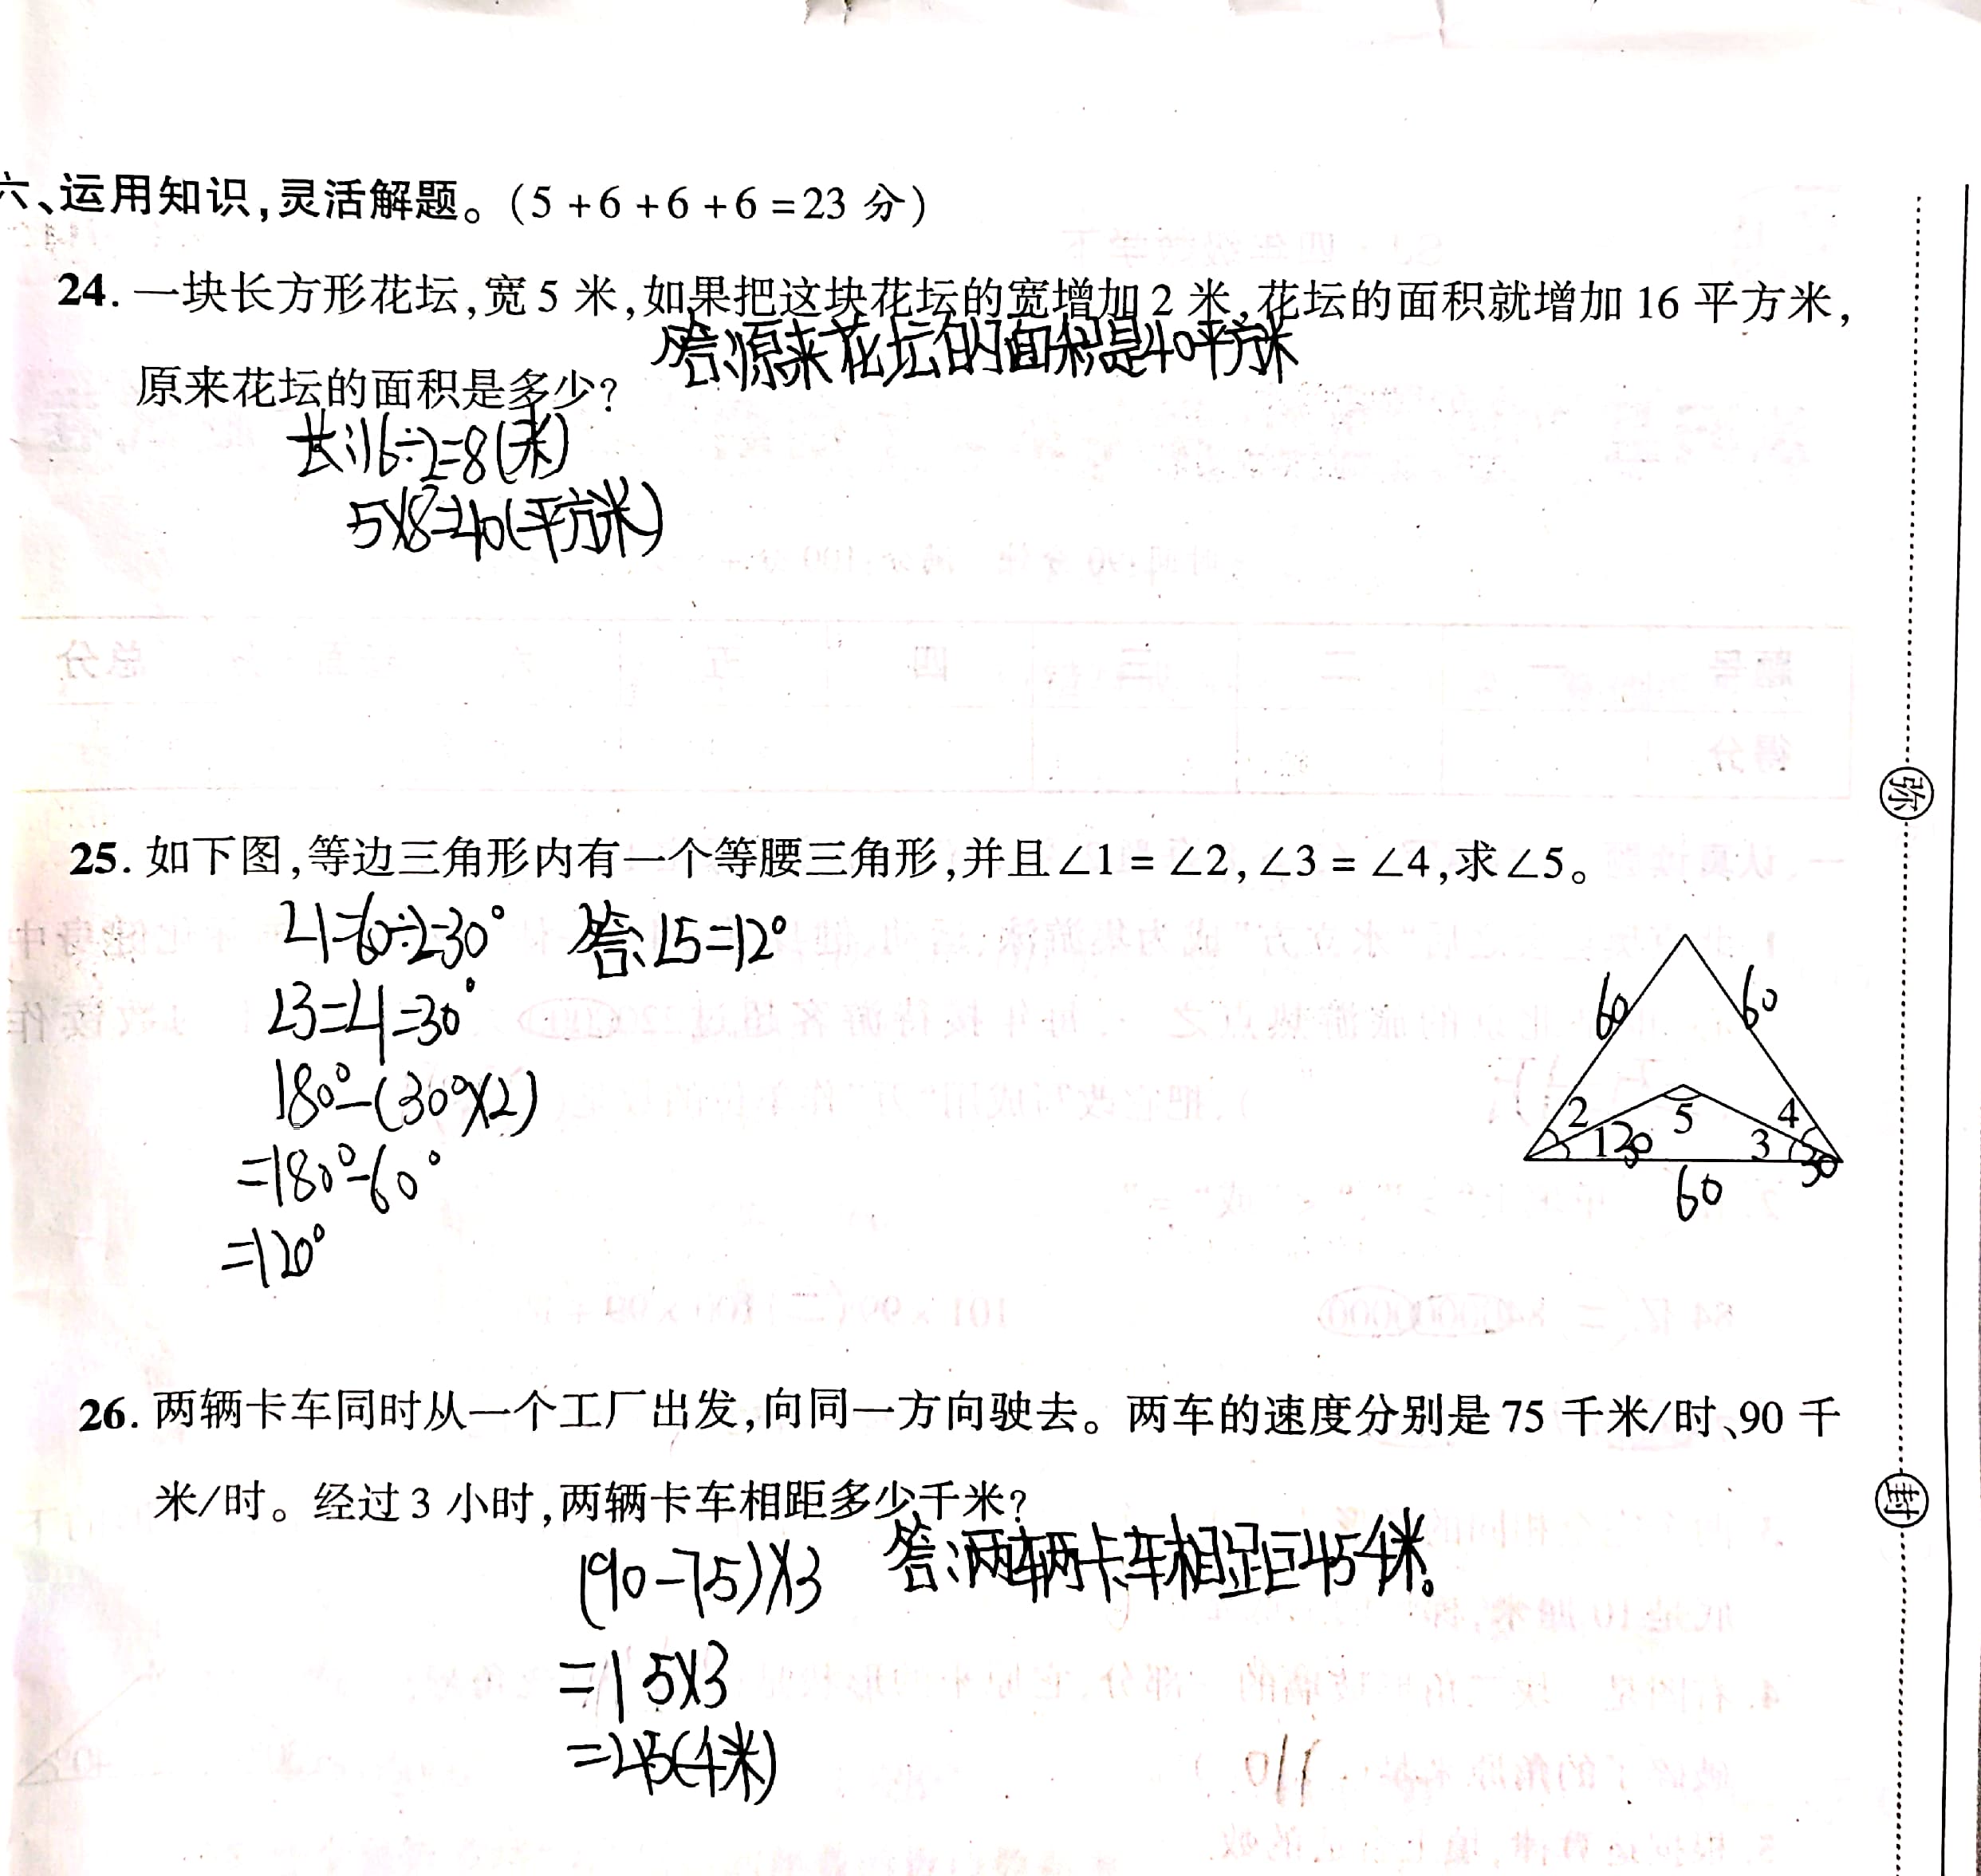 六、运用知识,灵活解题。(5+6+6+6=23 分)
24. 一块长方形花坛,宽 5 米,如果把这块花坛的宽增加 2 米,花坛的面积就增加 16 平方米,
答:原来花坛的面积是40平方米
原来花坛的面积是多少?
长:16÷2=8(米)
5×8=40(平方米)
25. 如下图,等边三角形内有一个等腰三角形,并且∠1=∠2,∠3=∠4,求∠5。
∠1=60÷2=30° 答:∠5=12°
∠3=∠1=30°
180°-(30°×2)
=180°-60°
=120°
60 60
2 5 4
1 30 3 30
60
26. 两辆卡车同时从一个工厂出发,向同一方向驶去。两车的速度分别是 75 千米/时、90 千
米/时。经过 3 小时,两辆卡车相距多少千米?
(90-75)×3 答:两辆卡车相距45千米。
=15×3
=45(千米)
弥
封